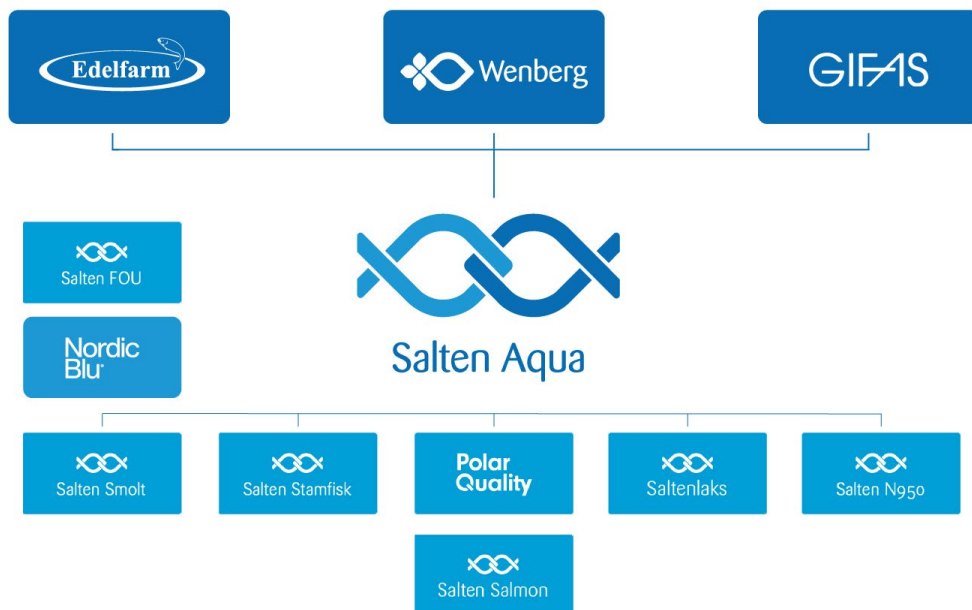 Edelfarm
Wenberg
GIFAS
Salten FOU
Nordic
Blu
Salten Aqua
Salten Smolt
Salten Stamfisk
Polar
Quality
Saltenlaks
Salten N950
Salten Salmon